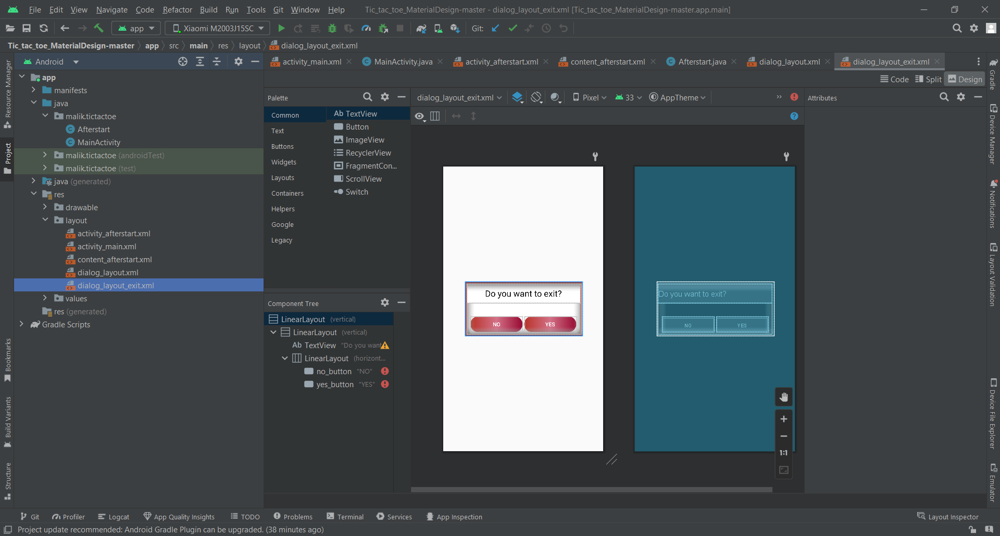 File Edit View Navigate Code Refactor Build Run Tools Git Window Help Tic_tac_toe_MaterialDesign-master - dialog_layout_exit.xml [Tic_tac_toe_MaterialDesign-master.app.main]
app Xiaomi M2003J15SC Git:
Tic_tac_toe_MaterialDesign-master app src main res layout dialog_layout_exit.xml
Android
activity_main.xml MainActivity.java activity_afterstart.xml content_afterstart.xml Afterstart.java dialog_layout.xml dialog_layout_exit.xml
Code Split Design
Resource Manager
Project
Bookmarks
Build Variants
Structure
app
manifests
java
malik.tictactoe
Afterstart
MainActivity
malik.tictactoe (androidTest)
malik.tictactoe (test)
java (generated)
res
drawable
layout
activity_afterstart.xml
activity_main.xml
content_afterstart.xml
dialog_layout.xml
dialog_layout_exit.xml
values
res (generated)
Gradle Scripts
Palette
Common
Text
Buttons
Widgets
Layouts
Containers
Helpers
Google
Legacy
Ab TextView
Button
ImageView
RecyclerView
FragmentCon...
ScrollView
Switch
Component Tree
LinearLayout (vertical)
LinearLayout (vertical)
Ab TextView "Do you want
LinearLayout (horizont...
no_button "NO"
yes_button "YES"
dialog_layout_exit.xml Pixel 33 AppTheme
Do you want to exit?
NO YES
Do you want to exit?
NO YES
1:1
Attributes
Gradle
Device Manager
Notifications
Layout Validation
Device File Explorer
Emulator
Git Profiler Logcat App Quality Insights TODO Problems Terminal Services App Inspection Layout Inspector
Project update recommended: Android Gradle Plugin can be upgraded. (38 minutes ago)